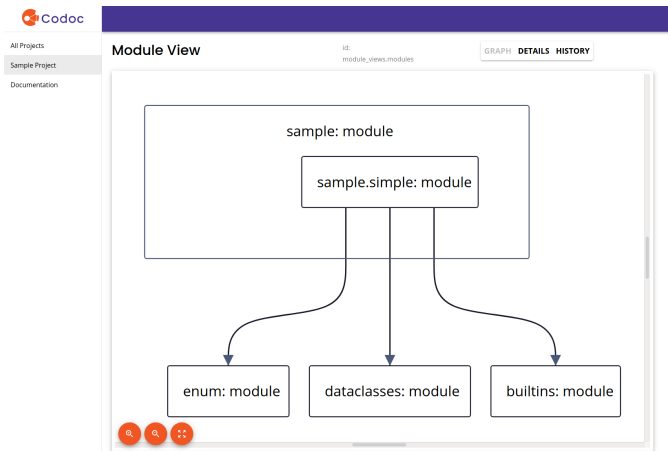 Codoc
All Projects
Sample Project
Documentation
Module View
id:
module_views.modules
GRAPH DETAILS HISTORY
sample: module
sample.simple: module
enum: module
dataclasses: module
builtins: module